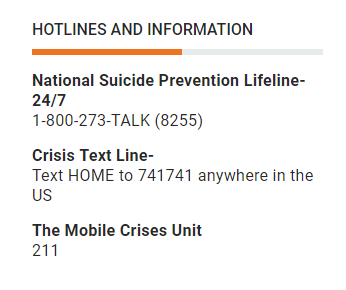 HOTLINES AND INFORMATION
National Suicide Prevention Lifeline-
24/7
1-800-273-TALK (8255)
Crisis Text Line-
Text HOME to 741741 anywhere in the
US
The Mobile Crises Unit
211